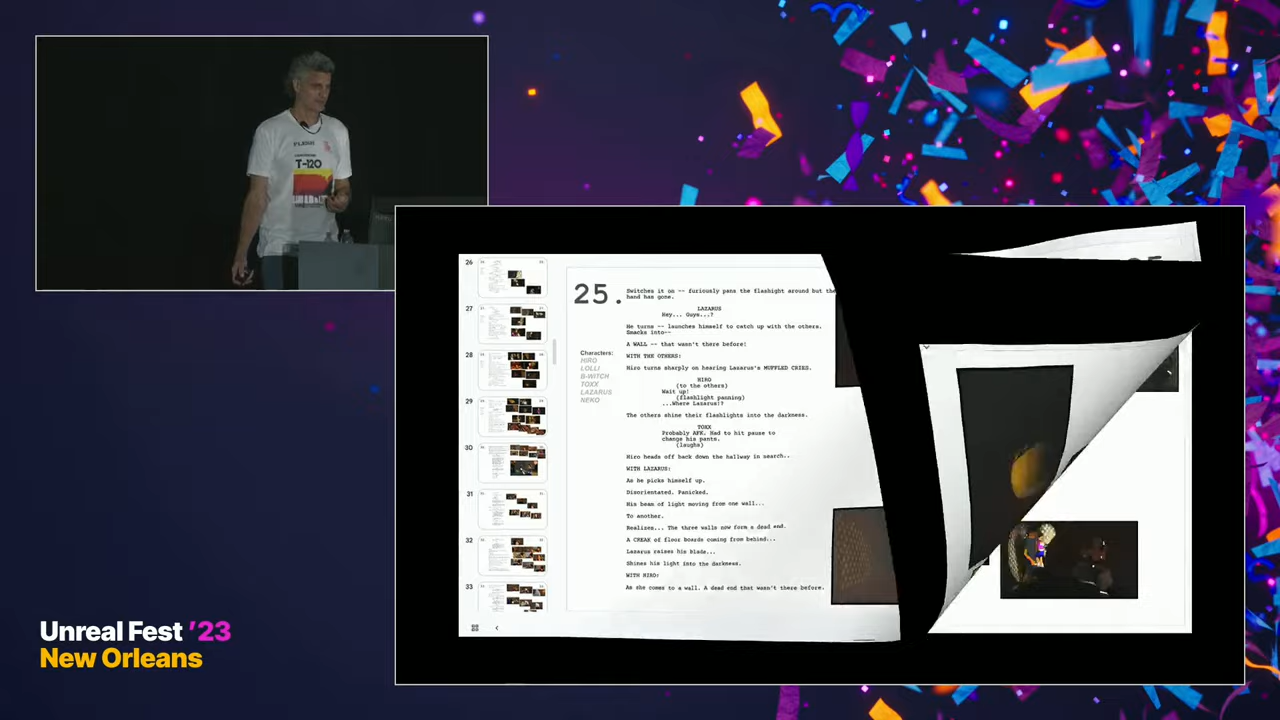 T-120
26
27
28
29
30
31
32
33
25.
Characters:
HIRO
LOLLI
B-WITCH
TOXX
LAZARUS
NEKO
Switches it on -- furiously pans the flashlight around but the
hand has gone.
LAZARUS
Hey... Guys...?
He turns -- launches himself to catch up with the others.
Smacks into--
A WALL -- that wasn't there before!
WITH THE OTHERS:
Hiro turns sharply on hearing Lazarus's MUFFLED CRIES.
HIRO
(to the others)
Wait up!
(flashlight panning)
...Where Lazarus!?
The others shine their flashlights into the darkness.
TOXX
Probably AFK. Had to hit pause to
change his pants.
(laughs)
Hiro heads off back down the hallway in search..
WITH LAZARUS:
As he picks himself up.
Disorientated. Panicked.
His beam of light moving from one wall...
To another.
Realizes... The three walls now form a dead end.
A CREAK of floor boards coming from behind...
Lazarus raises his blade...
Shines his light into the darkness.
WITH HIRO:
As she comes to a wall. A dead end that wasn't there before.
Unreal Fest '23
New Orleans